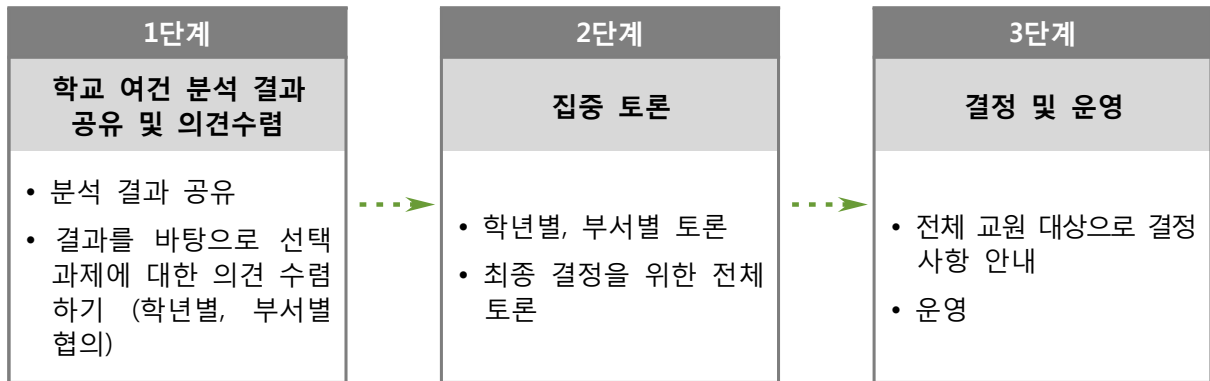 1단계
학교 여건 분석 결과
공유 및 의견수렴
• 분석 결과 공유
• 결과를 바탕으로 선택
과제에 대한 의견 수렴
하기 (학년별, 부서별
협의)
2단계
집중 토론
• 학년별, 부서별 토론
• 최종 결정을 위한 전체
토론
3단계
결정 및 운영
• 전체 교원 대상으로 결정
사항 안내
• 운영